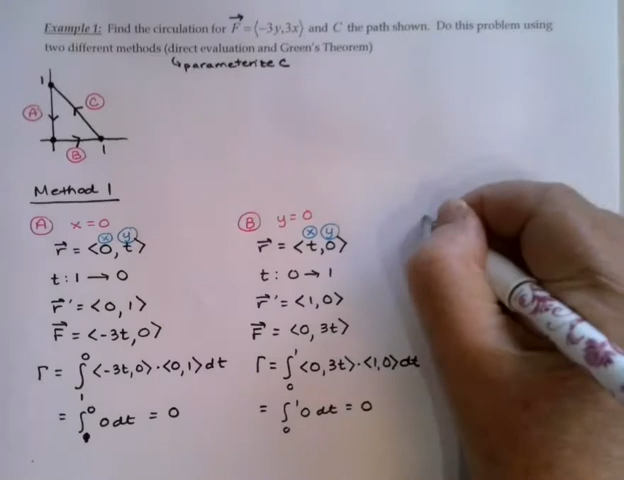 Example 1: Find the circulation for F⃗ = ⟨−3y, 3x⟩ and C the path shown. Do this problem using
two different methods (direct evaluation and Green's Theorem)
↳ parameterize C
1
A
C
B
1
Method 1
A x = 0
x y
r⃗ = <0, t>
t: 1 → 0
r⃗' = <0, 1>
F⃗ = <-3t, 0>
Γ = ∫₁⁰ <-3t, 0> · <0, 1> dt
= ∫₁⁰ 0 dt = 0
B y = 0
x y
r⃗ = <t, 0>
t: 0 → 1
r⃗' = <1, 0>
F⃗ = <0, 3t>
Γ = ∫₀¹ <0, 3t> · <1, 0> dt
= ∫₀¹ 0 dt = 0